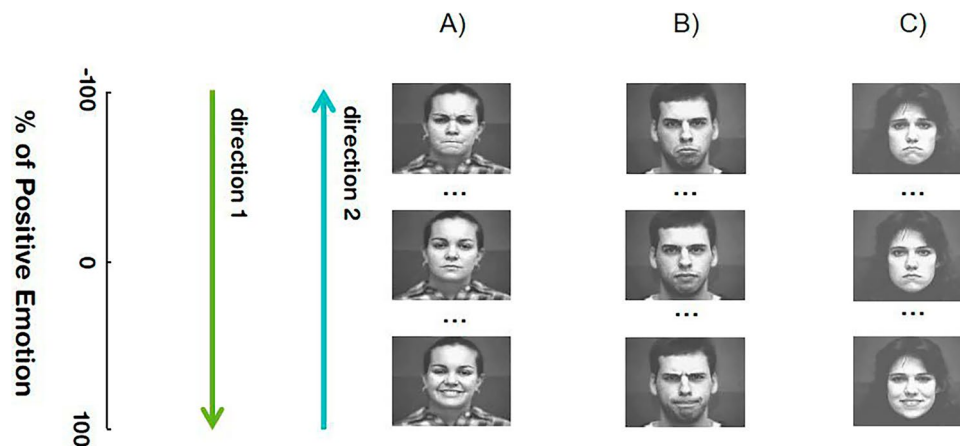 A)
B)
C)
% of Positive Emotion
-100
0
100
direction 1
direction 2
...
...
...
...
...
...